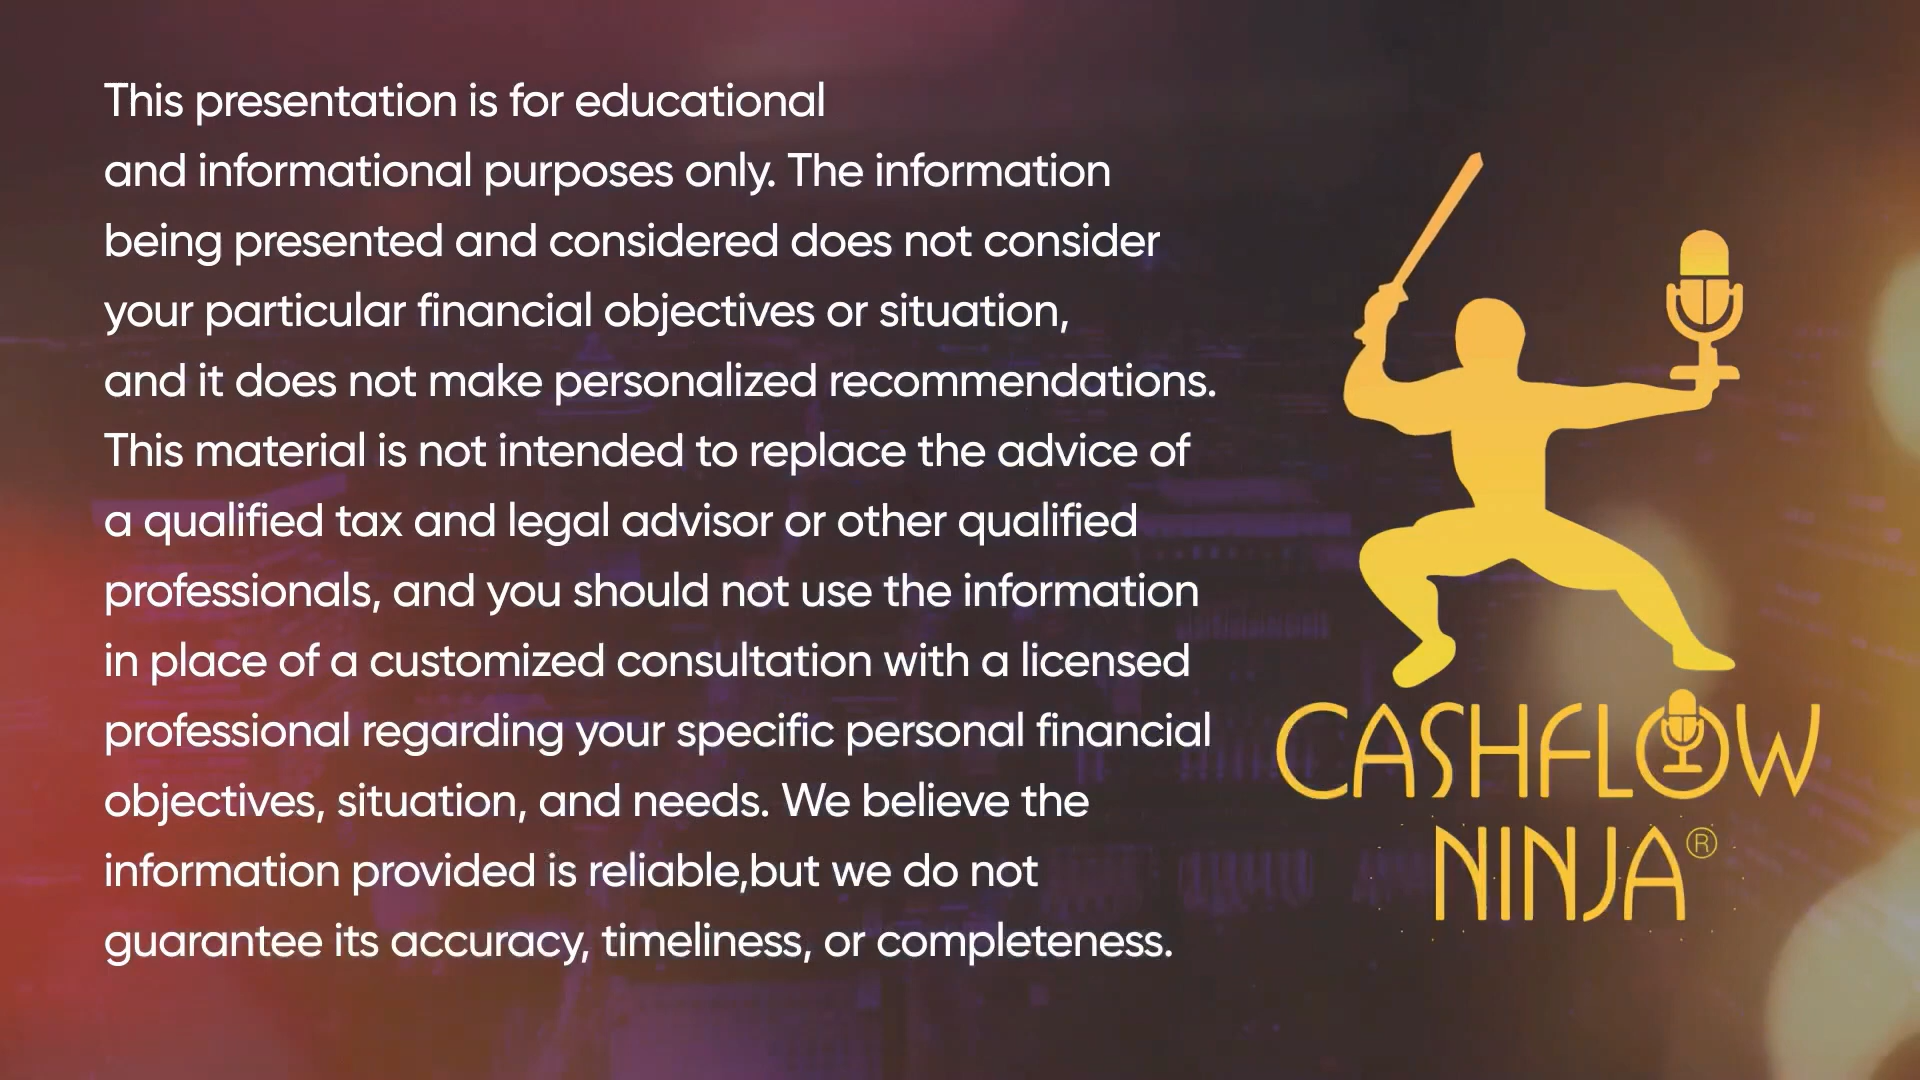 This presentation is for educational
and informational purposes only. The information
being presented and considered does not consider
your particular financial objectives or situation,
and it does not make personalized recommendations.
This material is not intended to replace the advice of
a qualified tax and legal advisor or other qualified
professionals, and you should not use the information
in place of a customized consultation with a licensed
professional regarding your specific personal financial
objectives, situation, and needs. We believe the
information provided is reliable,but we do not
guarantee its accuracy, timeliness, or completeness.
CASHFLOW
NINJA®